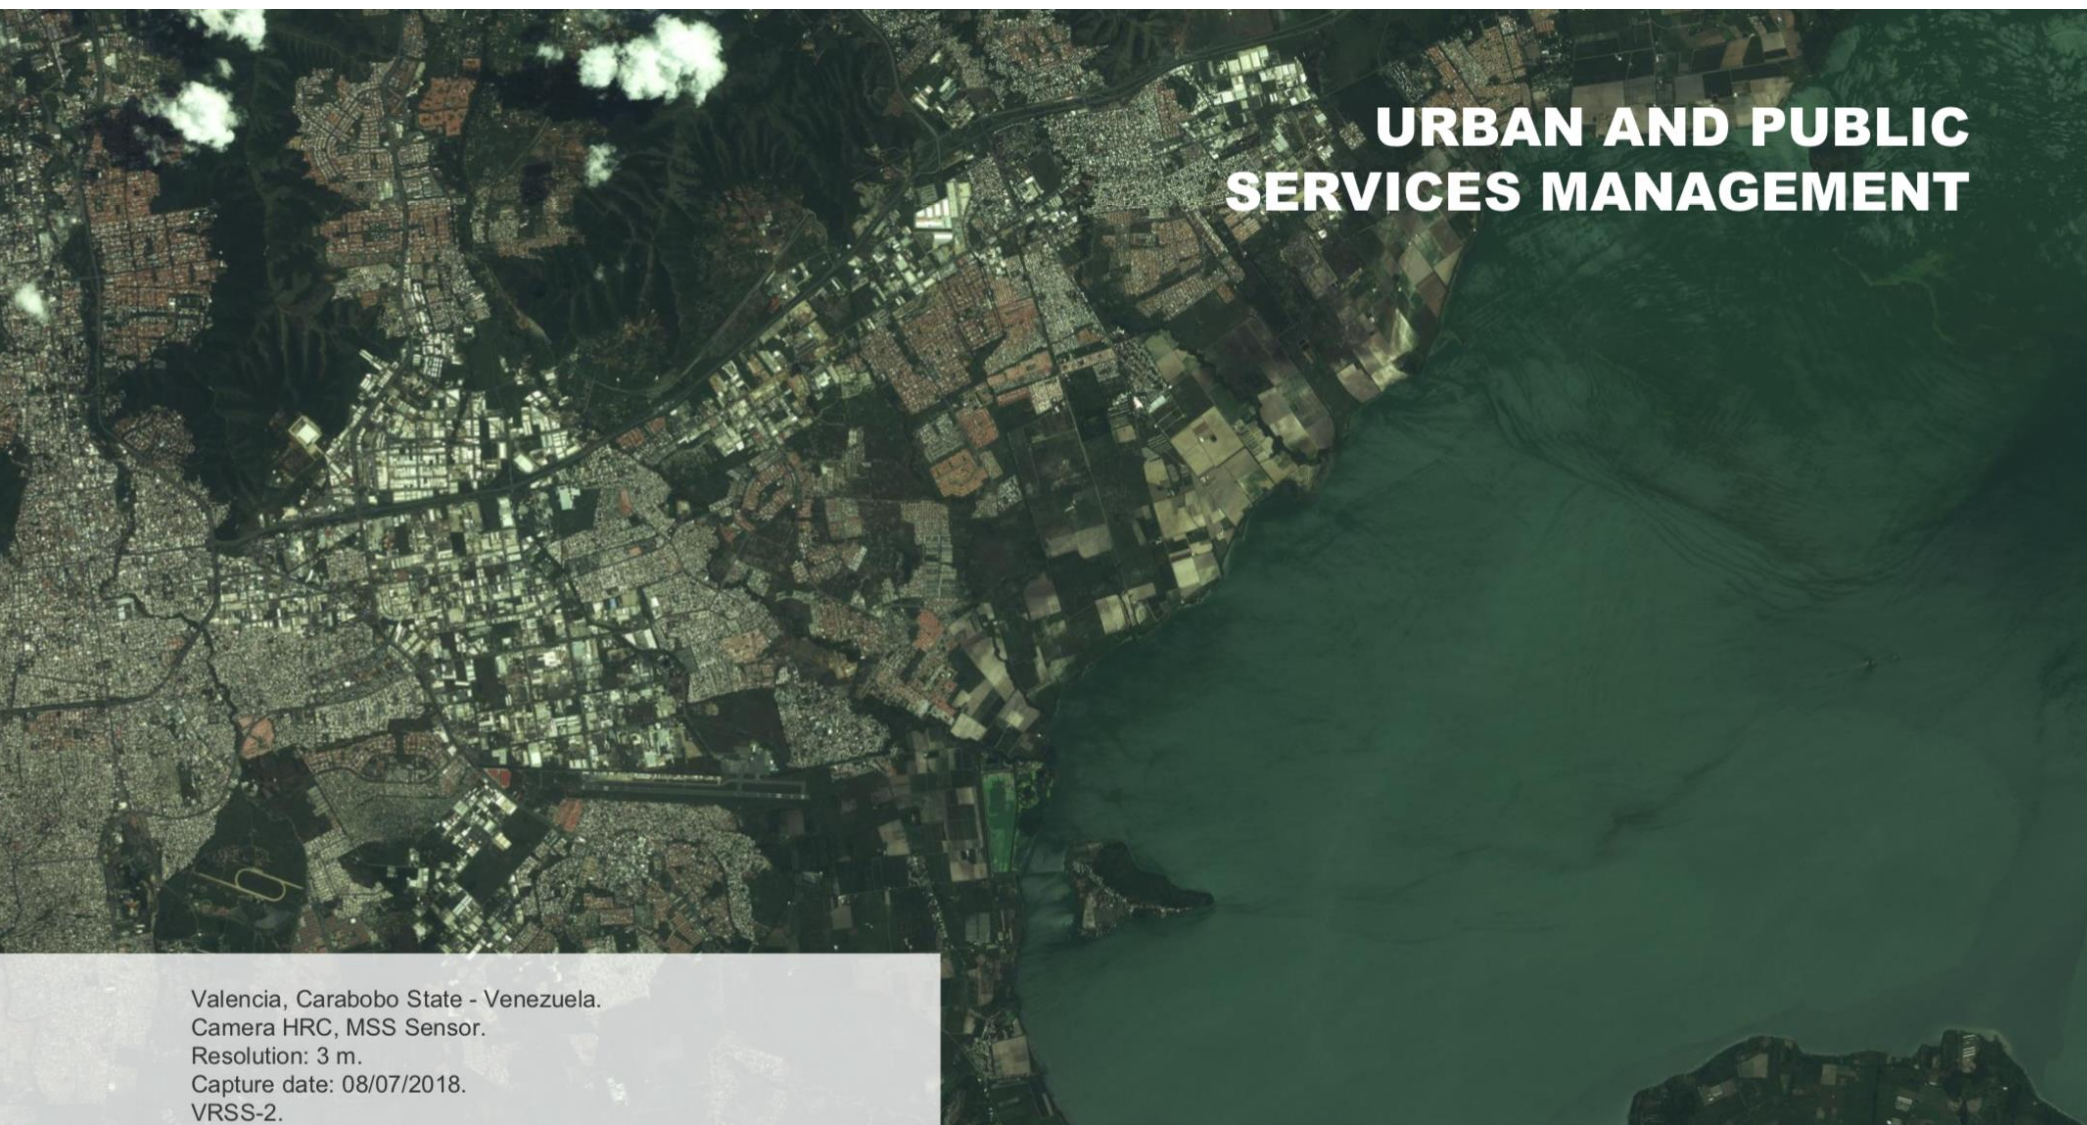 URBAN AND PUBLIC
SERVICES MANAGEMENT
Valencia, Carabobo State - Venezuela.
Camera HRC, MSS Sensor.
Resolution: 3 m.
Capture date: 08/07/2018.
VRSS-2.